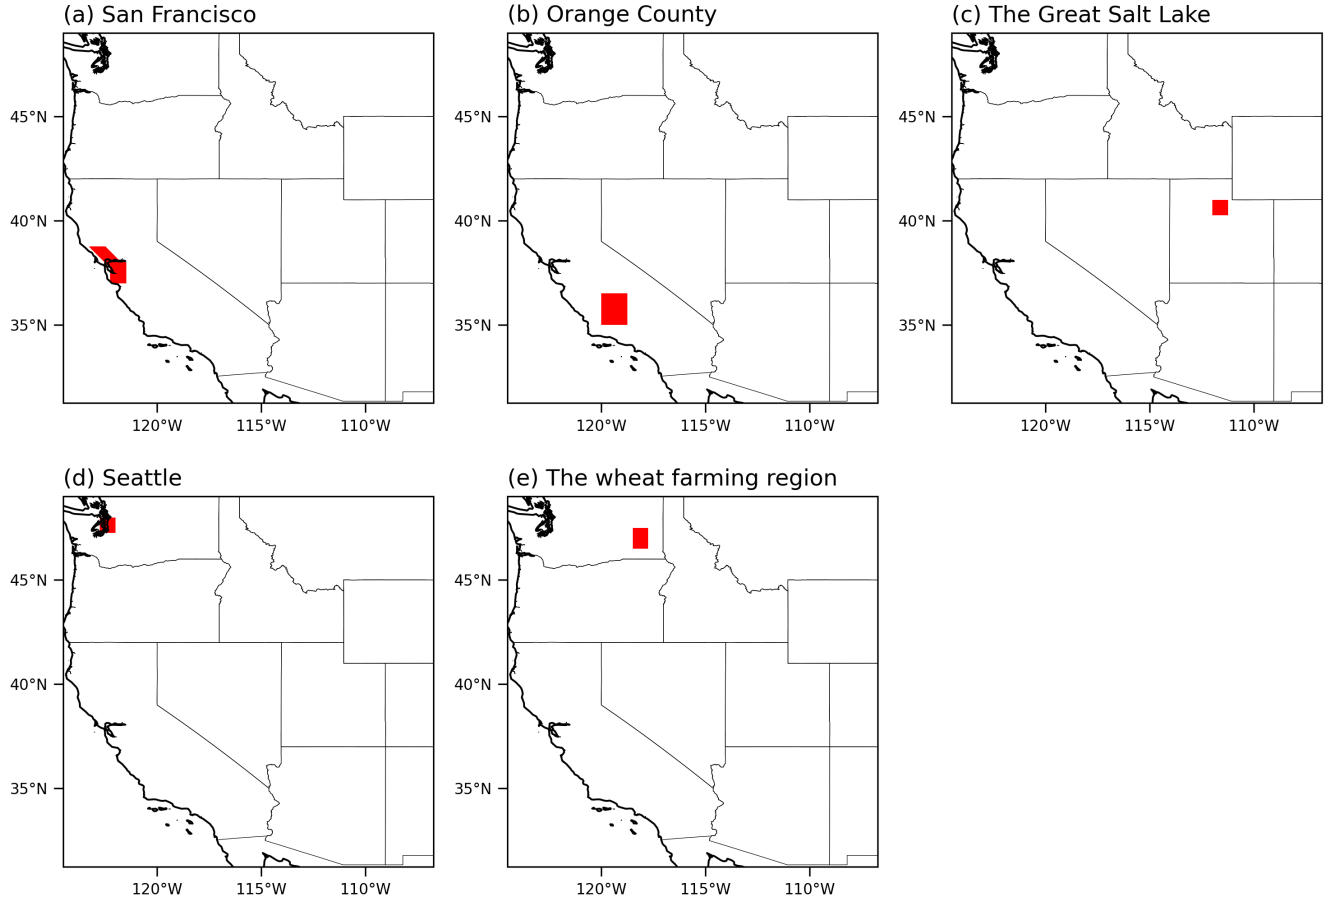 (a) San Francisco
(b) Orange County
(c) The Great Salt Lake
45°N
40°N
35°N
120°W
115°W
110°W
45°N
40°N
35°N
120°W
115°W
110°W
45°N
40°N
35°N
120°W
115°W
110°W
(d) Seattle
(e) The wheat farming region
45°N
40°N
35°N
120°W
115°W
110°W
45°N
40°N
35°N
120°W
115°W
110°W